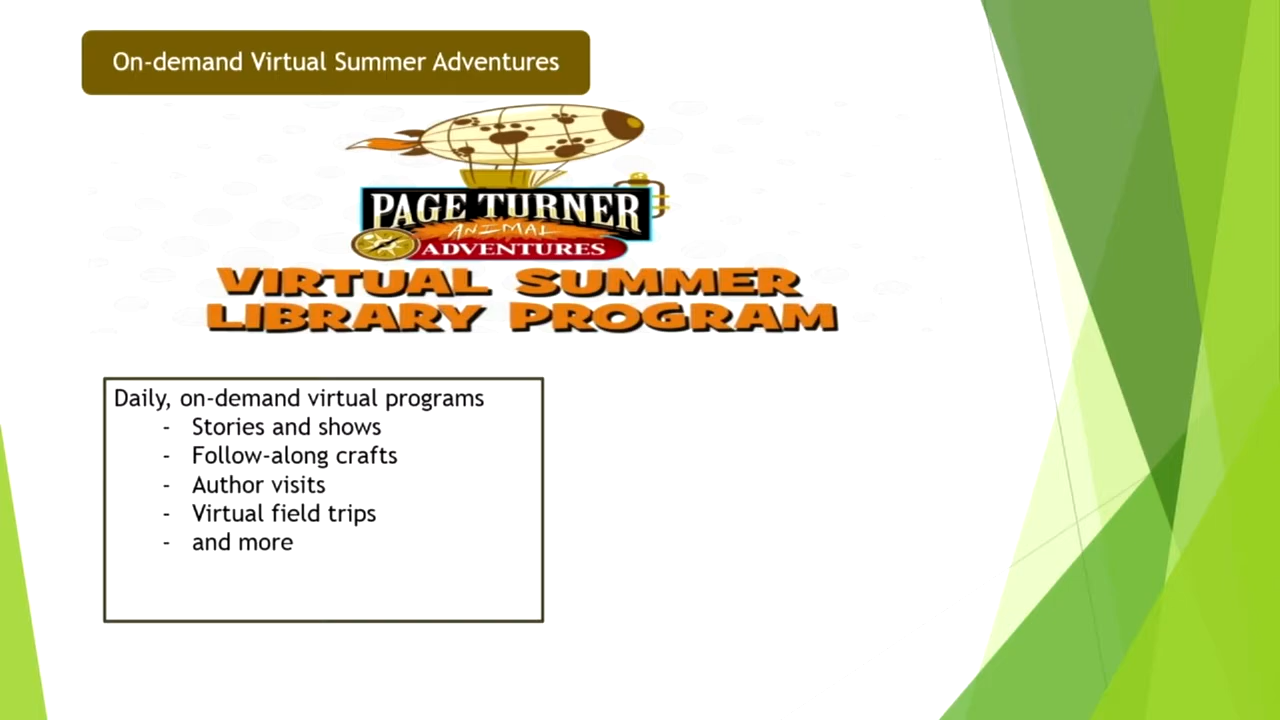 On-demand Virtual Summer Adventures
PAGE TURNER
ANIMAL
ADVENTURES
VIRTUAL SUMMER
LIBRARY PROGRAM
Daily, on-demand virtual programs
- Stories and shows
- Follow-along crafts
- Author visits
- Virtual field trips
- and more